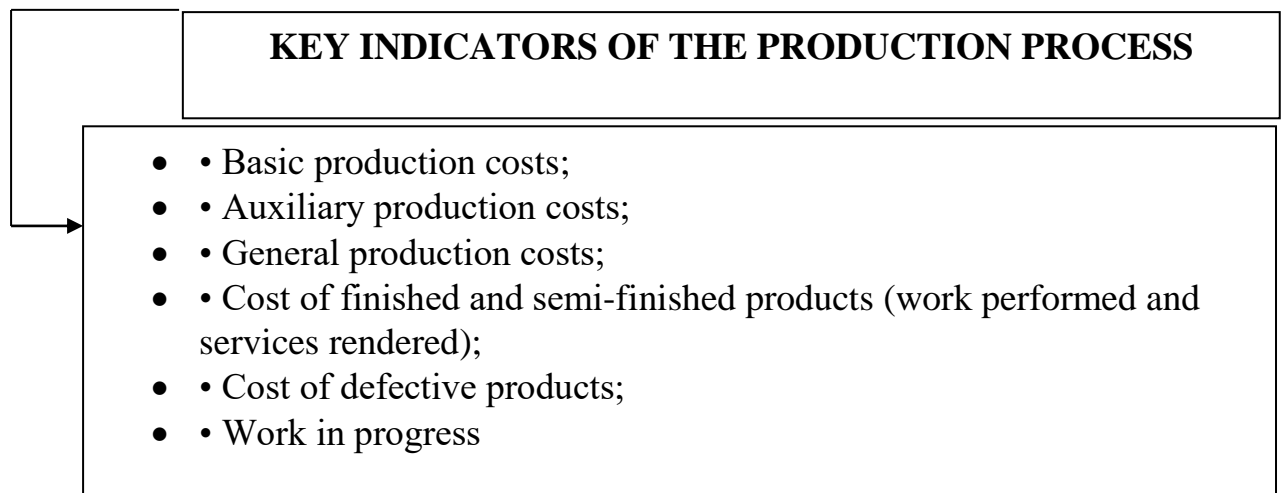 KEY INDICATORS OF THE PRODUCTION PROCESS
● • Basic production costs;
● • Auxiliary production costs;
● • General production costs;
● • Cost of finished and semi-finished products (work performed and
services rendered);
● • Cost of defective products;
● • Work in progress